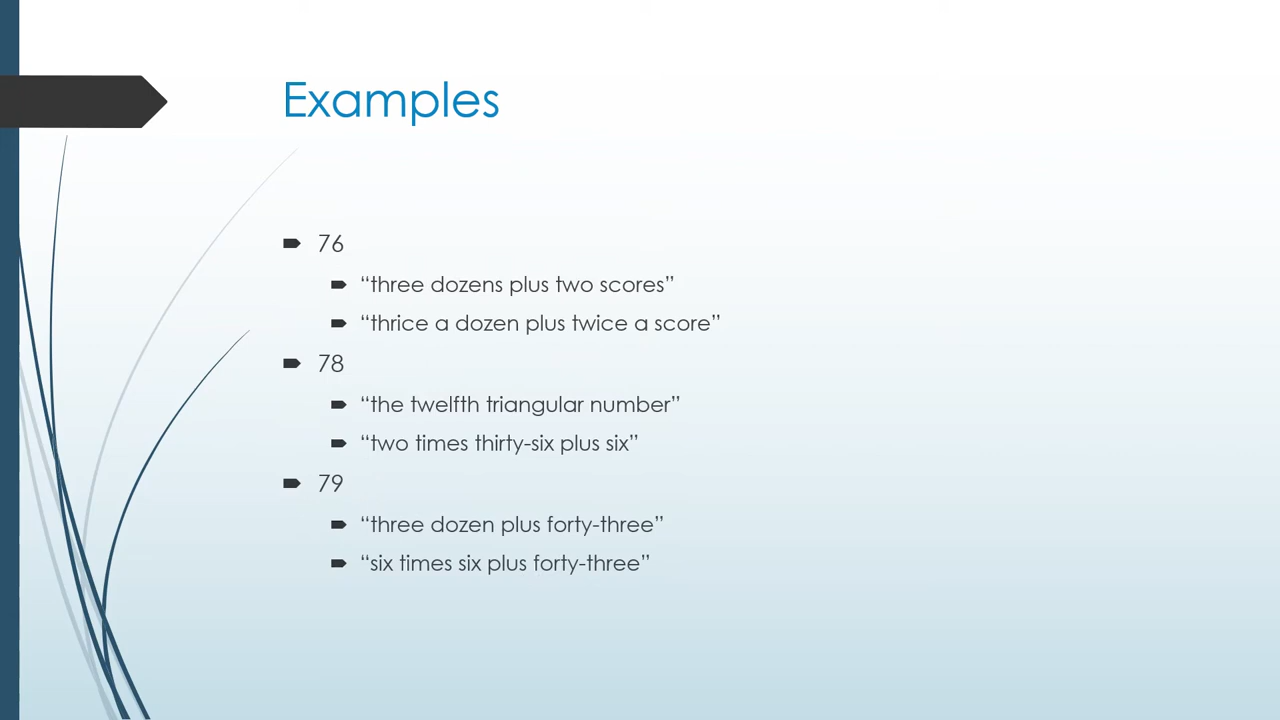 Examples
76
“three dozens plus two scores”
“thrice a dozen plus twice a score”
78
“the twelfth triangular number”
“two times thirty-six plus six”
79
“three dozen plus forty-three”
“six times six plus forty-three”